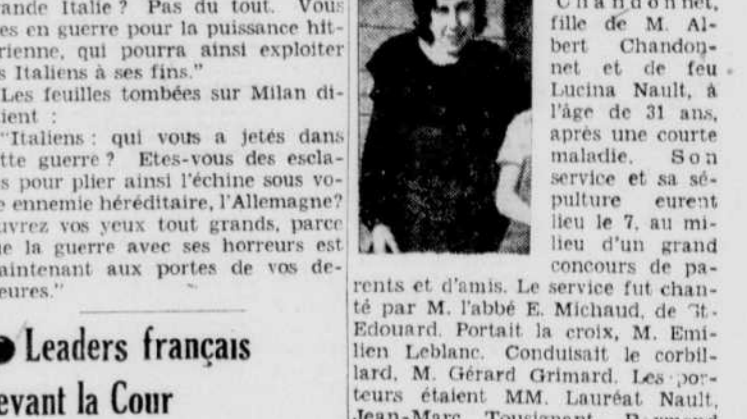 ande Italie ? Pas du tout. Vous
es en guerre pour la puissance hit-
rienne, qui pourra ainsi exploiter
s Italiens à ses fins."
Les feuilles tombées sur Milan di-
ient :
"Italiens : qui vous a jetés dans
tte guerre ? Etes-vous des escla-
s pour plier ainsi l'échine sous vo-
e ennemie héréditaire, l'Allemagne?
uvrez vos yeux tout grands, parce
ue la guerre avec ses horreurs est
aintenant aux portes de vos de-
eures."
● Leaders français
evant la Cour
Chandonnet,
fille de M. Al-
bert Chandon-
net et de feu
Lucina Nault, à
l'âge de 31 ans,
après une courte
maladie. Son
service et sa sé-
pulture eurent
lieu le 7, au mi-
lieu d'un grand
concours de pa-
rents et d'amis. Le service fut chan-
té par M. l'abbé E. Michaud, de St-
Edouard. Portait la croix, M. Emi-
lien Leblanc. Conduisait le corbil-
lard, M. Gérard Grimard. Les por-
teurs étaient MM. Lauréat Nault,
Jean-Marc Tousignant,